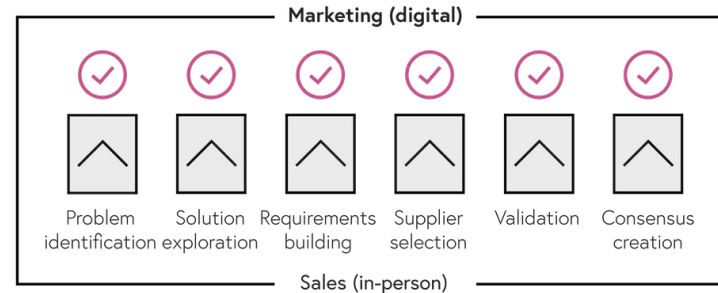 Marketing (digital)
Problem identification
Solution exploration
Requirements building
Supplier selection
Validation
Consensus creation
Sales (in-person)